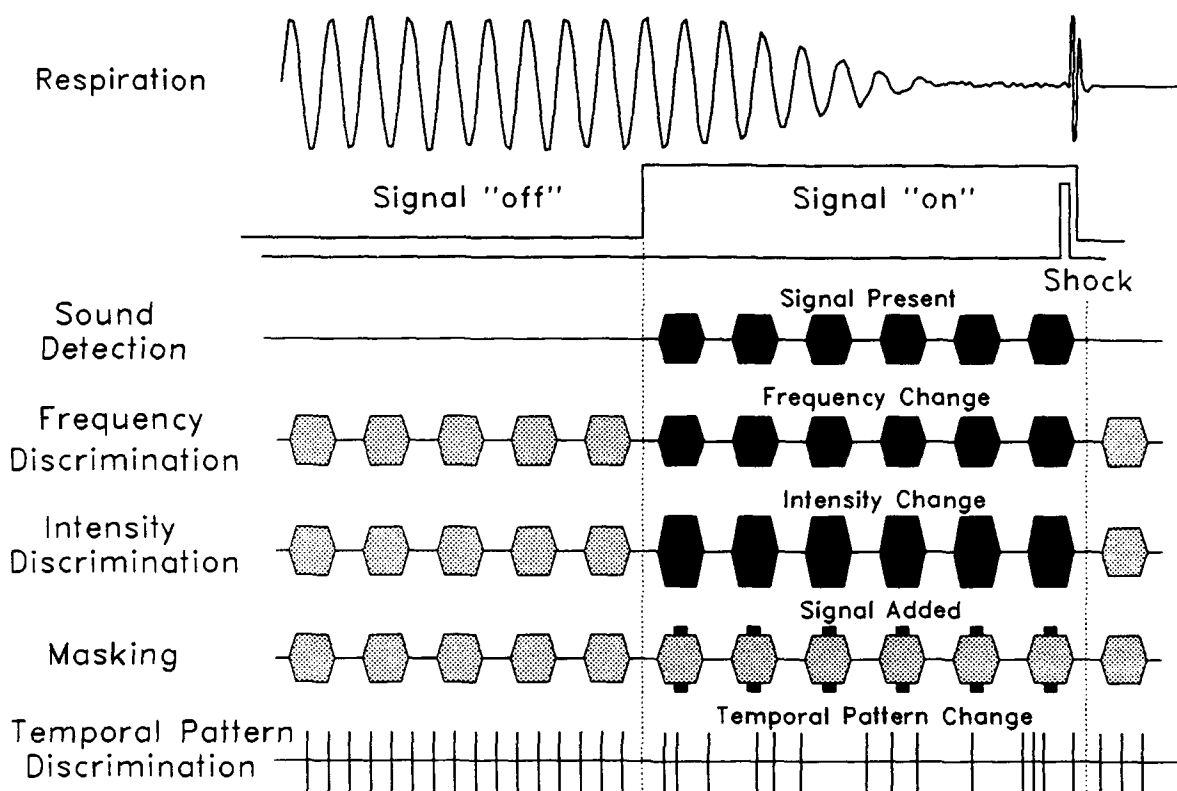 Respiration
Signal "off"
Signal "on"
Shock
Sound
Detection
Signal Present
Frequency
Discrimination
Frequency Change
Intensity
Discrimination
Intensity Change
Masking
Signal Added
Temporal Pattern
Discrimination
Temporal Pattern Change